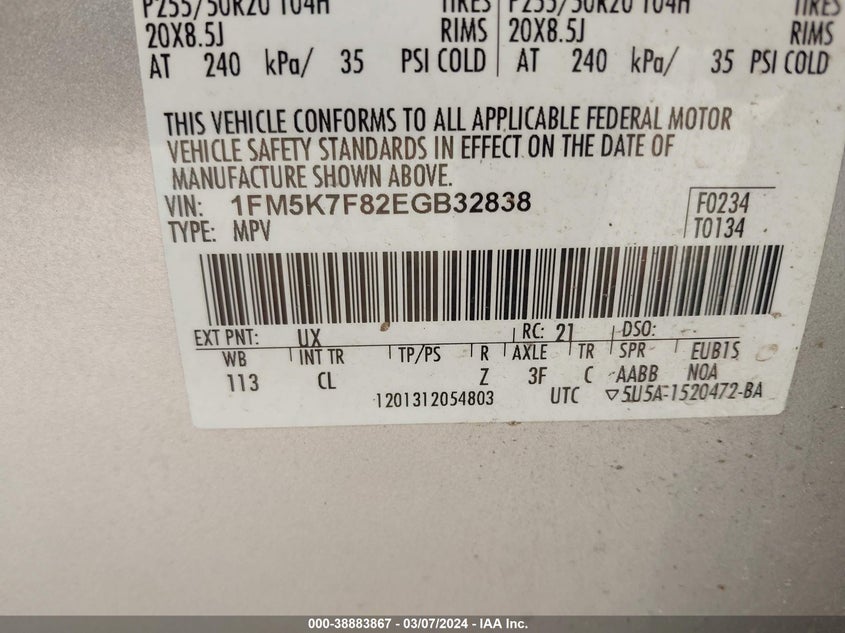 P255/50R20 104H TIRES P255/50R20 104H TIRES
20X8.5J RIMS 20X8.5J RIMS
AT 240 kPa/ 35 PSI COLD AT 240 kPa/ 35 PSI COLD
THIS VEHICLE CONFORMS TO ALL APPLICABLE FEDERAL MOTOR
VEHICLE SAFETY STANDARDS IN EFFECT ON THE DATE OF
MANUFACTURE SHOWN ABOVE.
VIN: 1FM5K7F82EGB32838 F0234
TYPE: MPV T0134
EXT PNT: UX RC: 21 DSO:
WB INT TR TP/PS R AXLE TR SPR EUB1S
113 CL Z 3F C AABB NOA
1201312054803 UTC ▽5U5A-1520472-BA
000-38883867 - 03/07/2024 - IAA Inc.